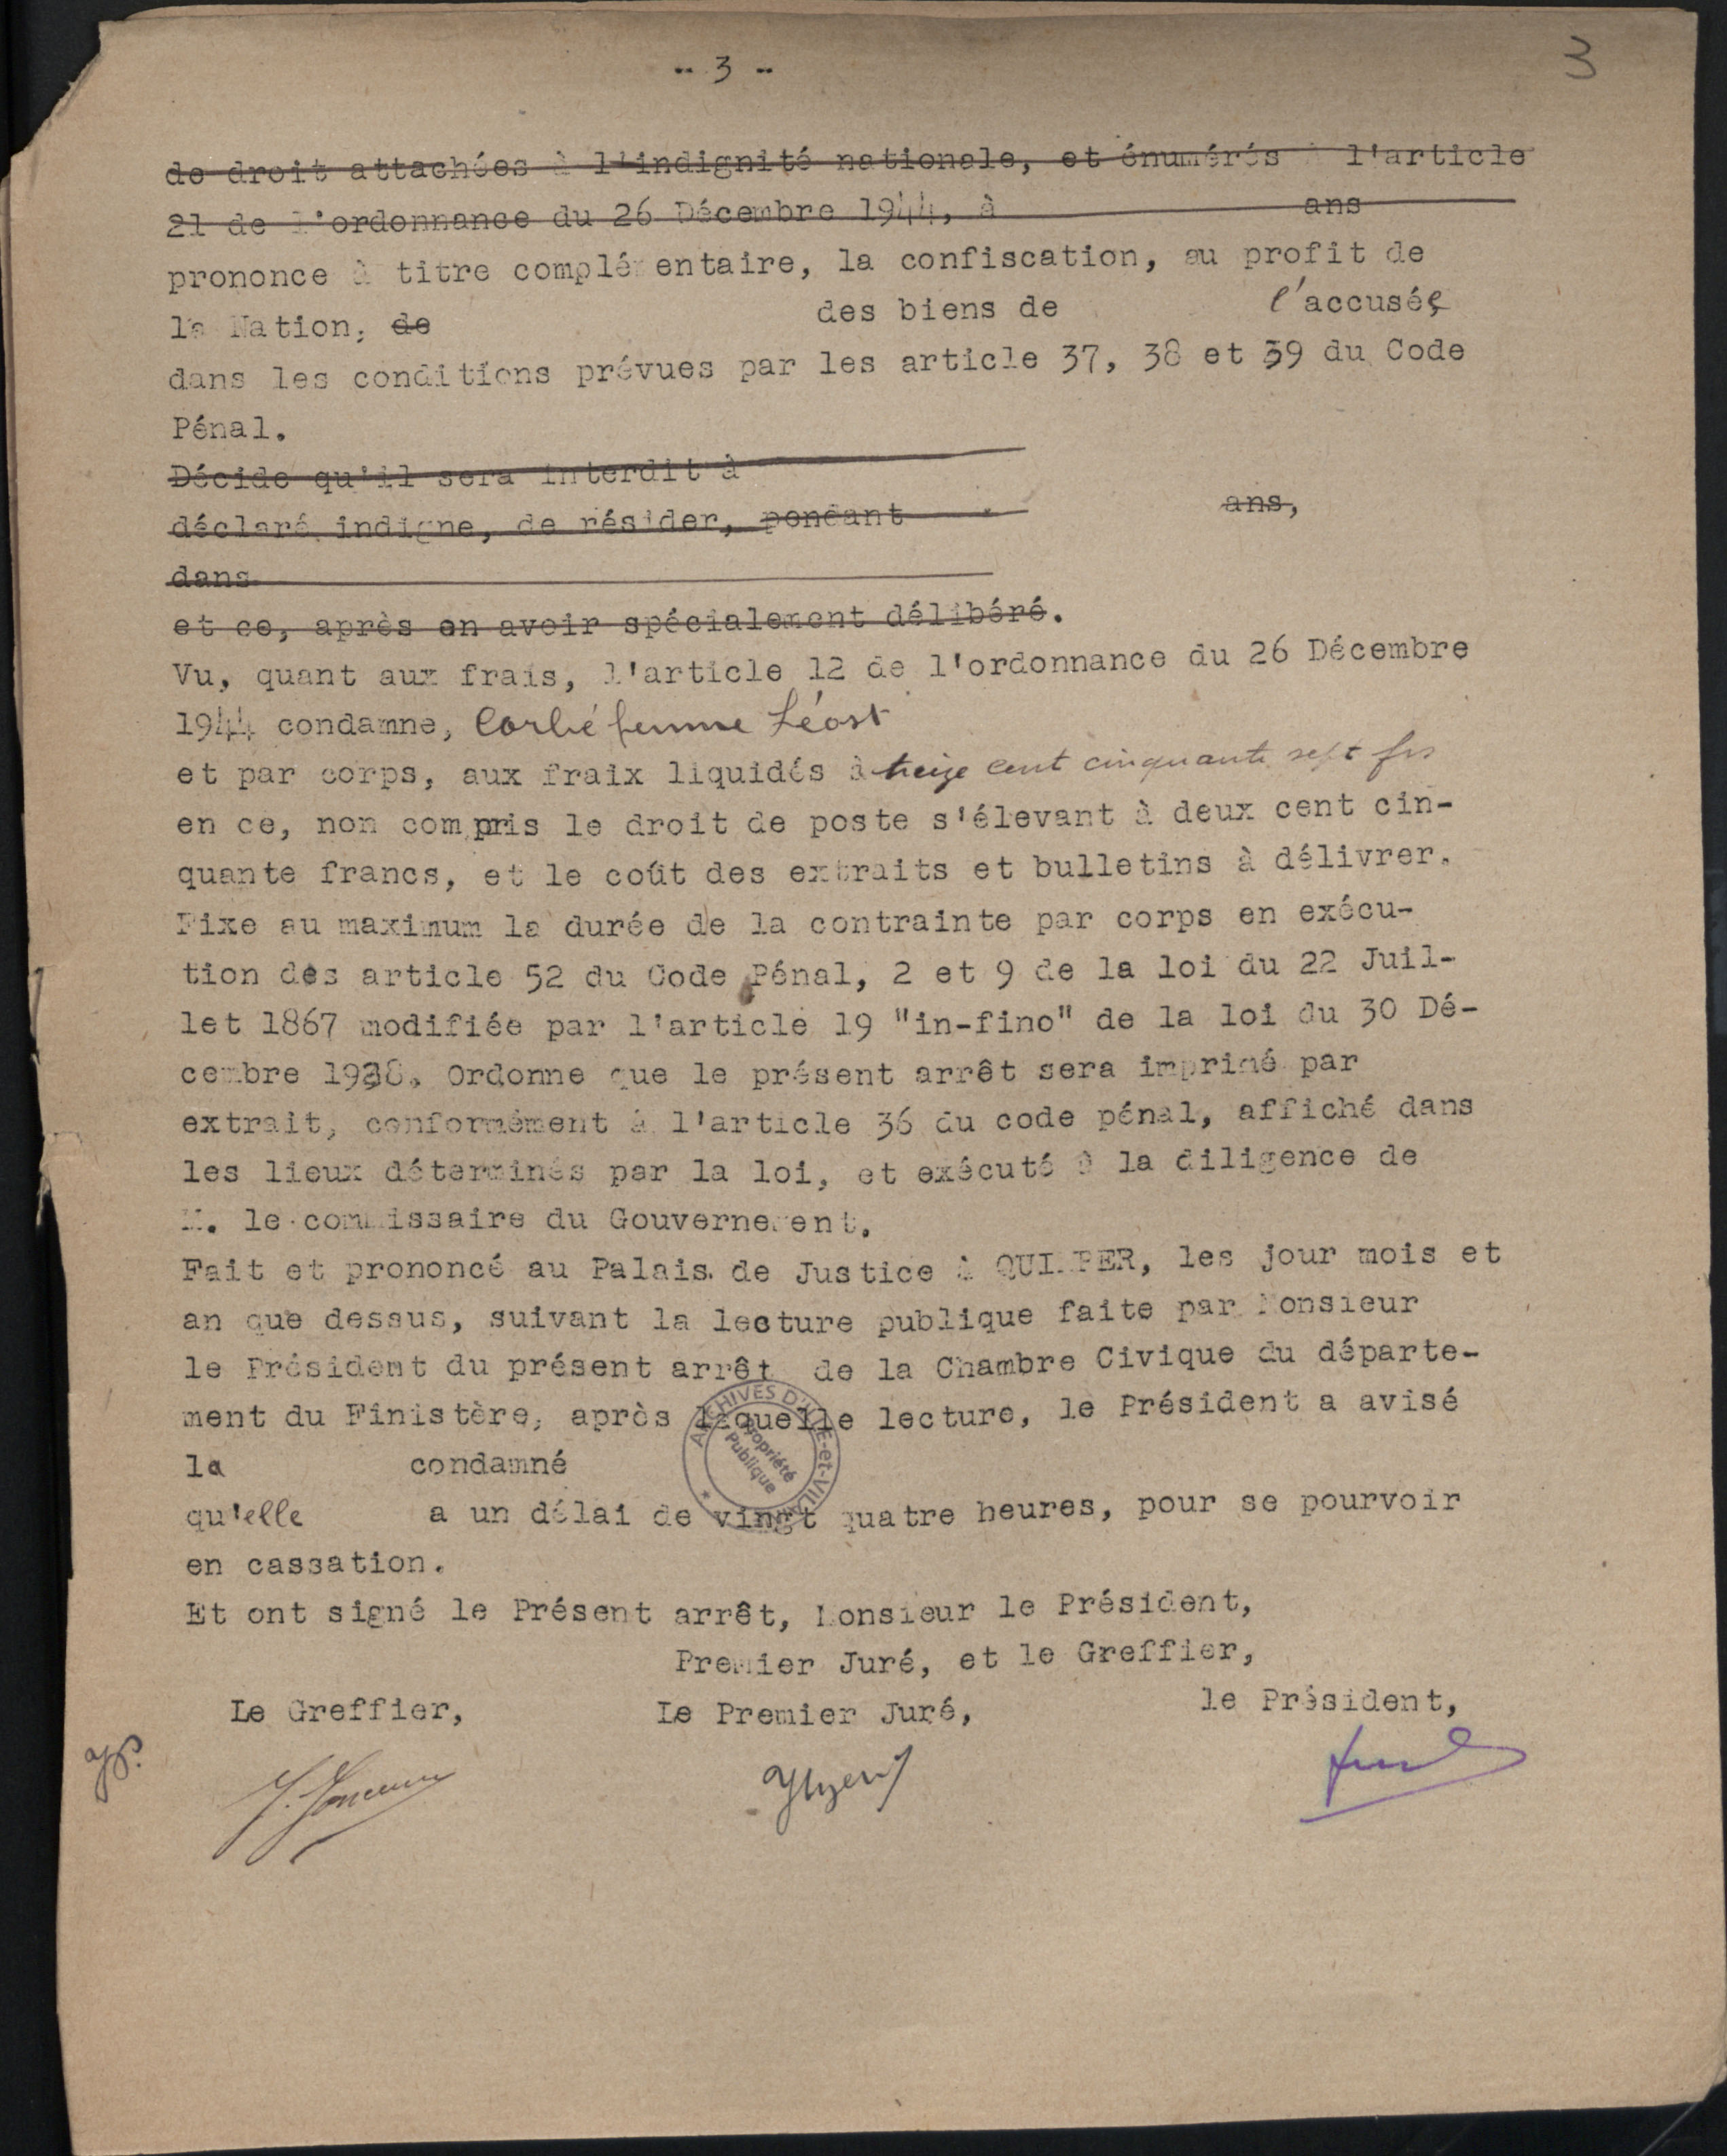 -- 3 --
3
de droit attachées à l'indignité nationale, et énumérés à l'article
21 de l'ordonnance du 26 Décembre 1944, à ans
prononce à titre complémentaire, la confiscation, au profit de
la Nation, de des biens de l'accusée
dans les conditions prévues par les article 37, 38 et 39 du Code
Pénal.
Décide qu'il sera interdit à
déclaré indigne, de résider, pendant ans,
dans
et ce, après en avoir spécialement délibéré.
Vu, quant aux frais, l'article 12 de l'ordonnance du 26 Décembre
1944 condamne, Corbé femme Léost
et par corps, aux fraix liquidés à treize cent cinquante sept frs
en ce, non compris le droit de poste s'élevant à deux cent cin-
quante francs, et le coût des extraits et bulletins à délivrer.
Fixe au maximum la durée de la contrainte par corps en exécu-
tion des article 52 du Code Pénal, 2 et 9 de la loi du 22 Juil-
let 1867 modifiée par l'article 19 "in-fino" de la loi du 30 Dé-
cembre 1938. Ordonne que le présent arrêt sera imprimé par
extrait, conformément à l'article 36 du code pénal, affiché dans
les lieux déterminés par la loi, et exécuté à la diligence de
M. le commissaire du Gouvernement.
Fait et prononcé au Palais de Justice à QUIMPER, les jour mois et
an que dessus, suivant la lecture publique faite par Monsieur
le Président du présent arrêt de la Chambre Civique du départe-
ment du Finistère, après laquelle lecture, le Président a avisé
la condamné
qu'elle a un délai de vingt quatre heures, pour se pourvoir
en cassation.
Et ont signé le Présent arrêt, Monsieur le Président,
Premier Juré, et le Greffier,
Le Greffier, Le Premier Juré, le Président,
ARCHIVES D'ILLE-et-VILAINE
Propriété
Publique